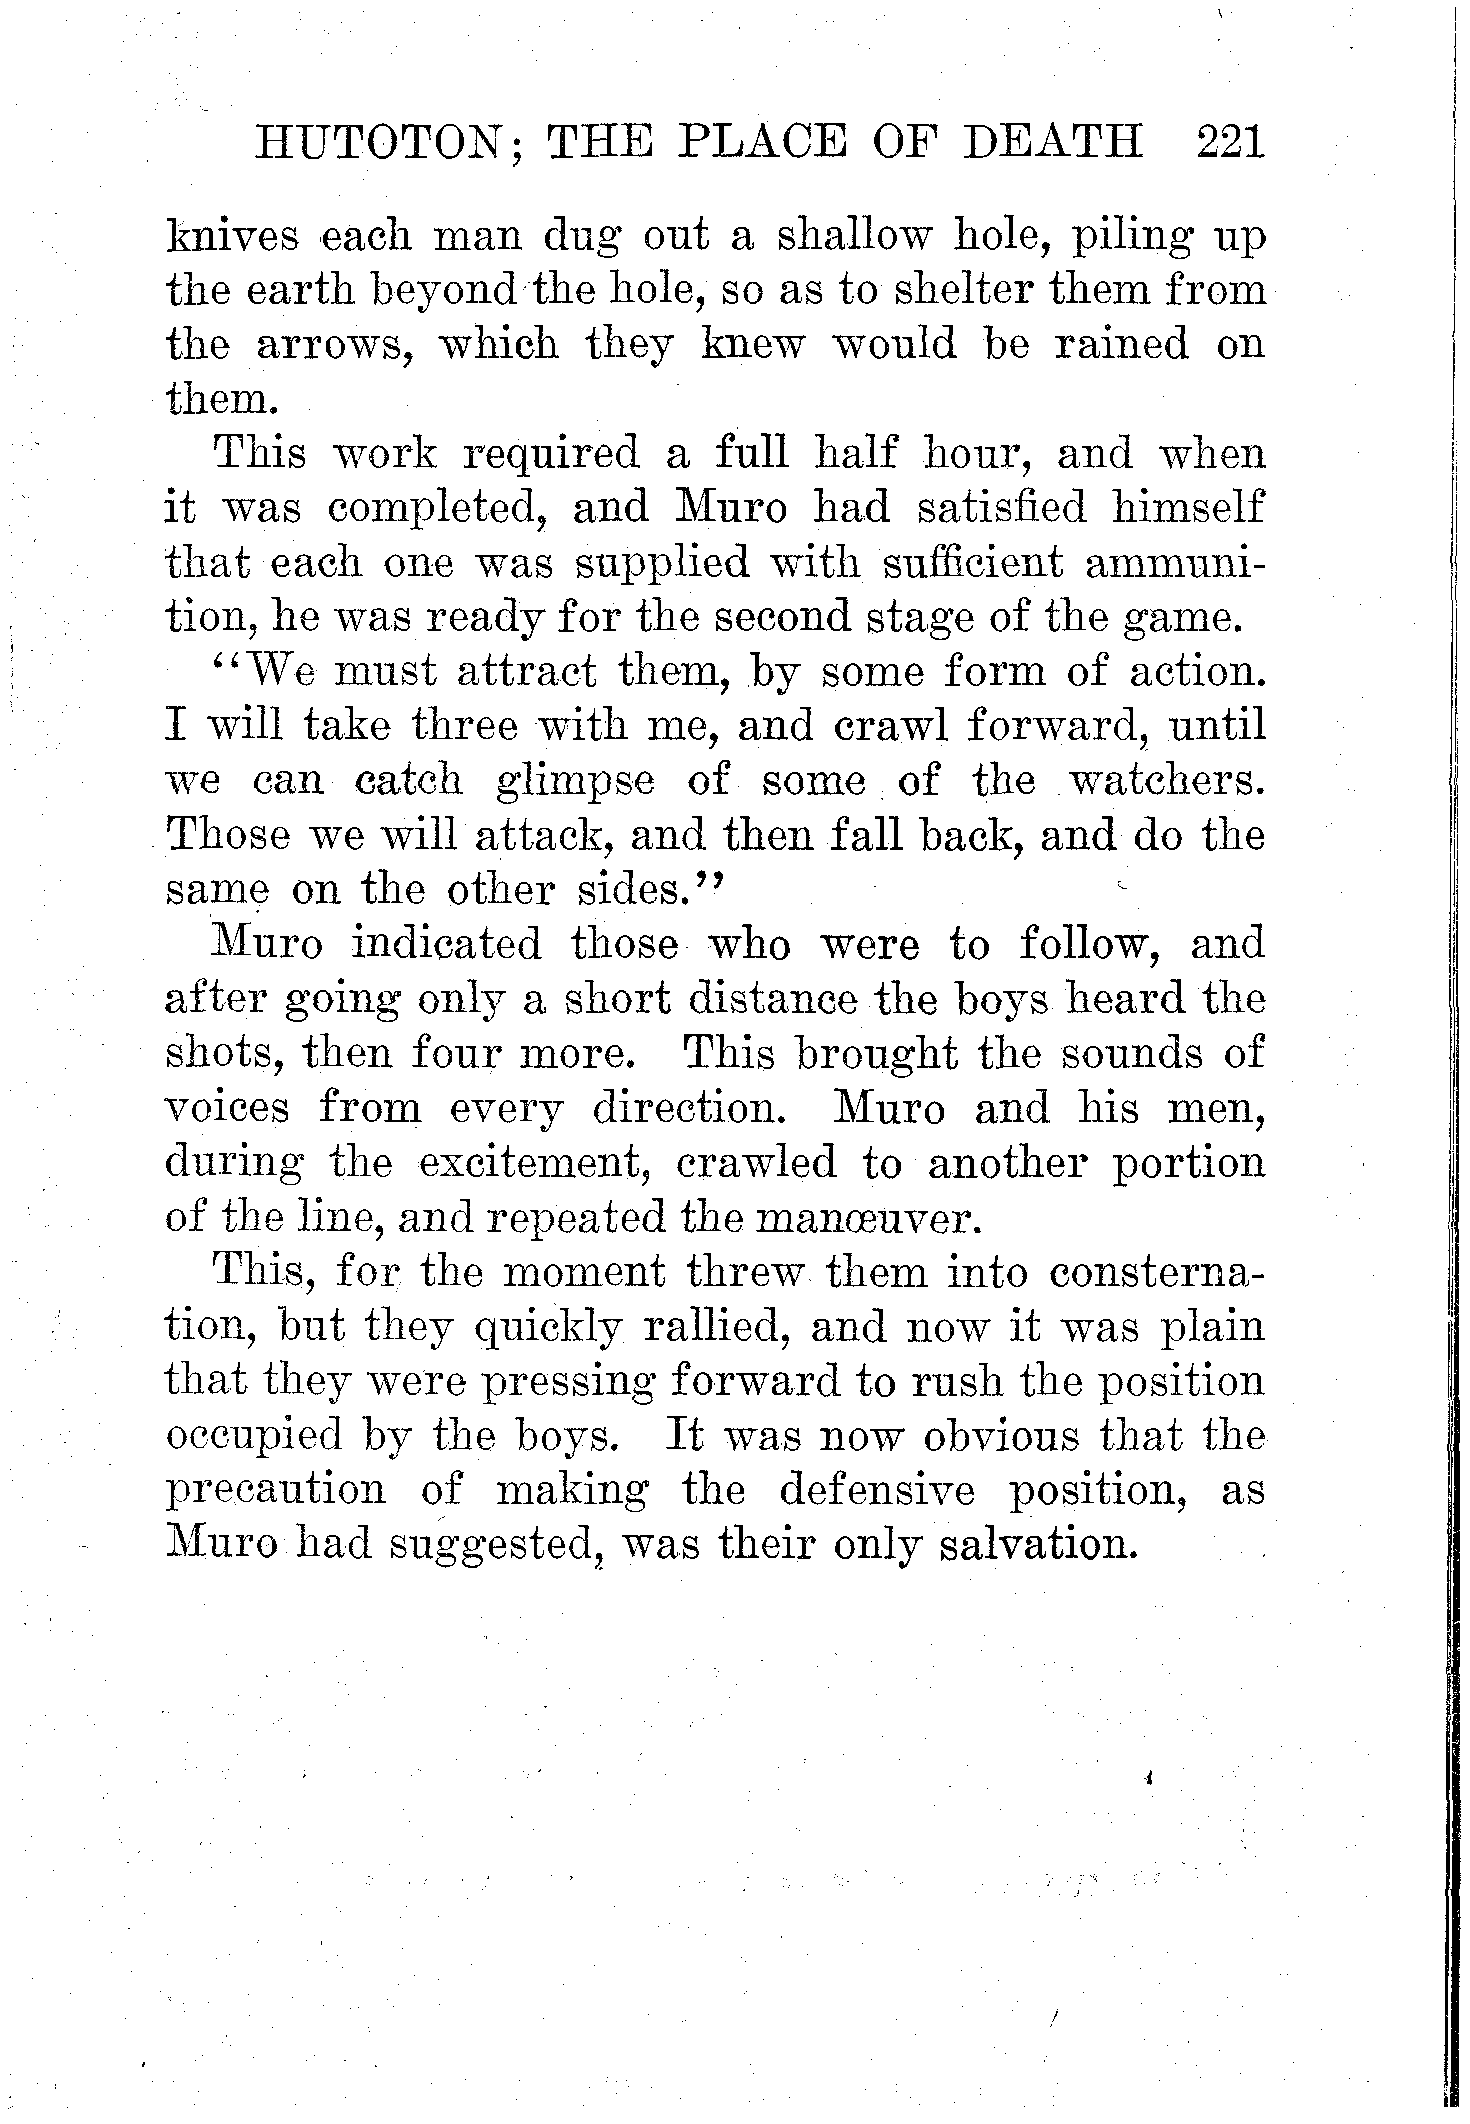 HUTOTON; THE PLACE OF DEATH 221
knives each man dug out a shallow hole, piling up
the earth beyond the hole, so as to shelter them from
the arrows, which they knew would be rained on
them.
This work required a full half hour, and when
it was completed, and Muro had satisfied himself
that each one was supplied with sufficient ammuni-
tion, he was ready for the second stage of the game.
“We must attract them, by some form of action.
I will take three with me, and crawl forward, until
we can catch glimpse of some of the watchers.
Those we will attack, and then fall back, and do the
same on the other sides.”
Muro indicated those who were to follow, and
after going only a short distance the boys heard the
shots, then four more. This brought the sounds of
voices from every direction. Muro and his men,
during the excitement, crawled to another portion
of the line, and repeated the manœuver.
This, for the moment threw them into consterna-
tion, but they quickly rallied, and now it was plain
that they were pressing forward to rush the position
occupied by the boys. It was now obvious that the
precaution of making the defensive position, as
Muro had suggested, was their only salvation.